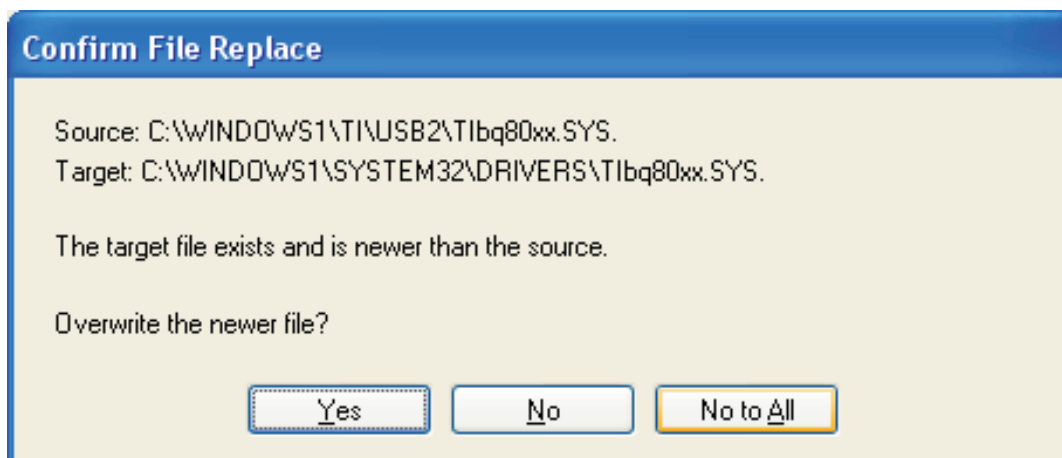 Confirm File Replace
Source: C:\WINDOWS1\TI\USB2\TIbq80xx.SYS.
Target: C:\WINDOWS1\SYSTEM32\DRIVERS\TIbq80xx.SYS.
The target file exists and is newer than the source.
Overwrite the newer file?
Yes No No to All